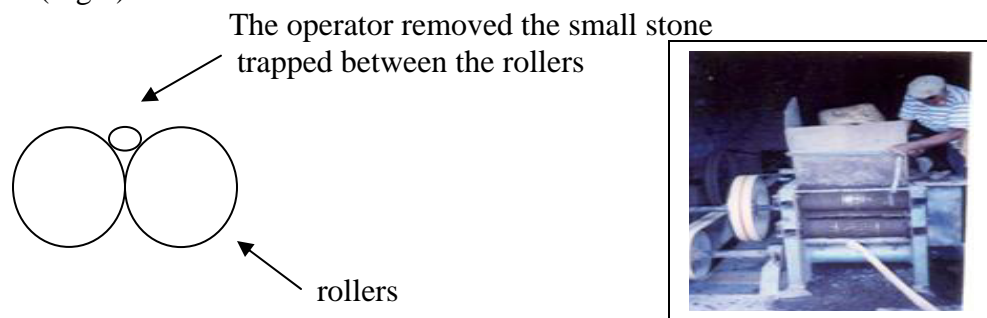 The operator removed the small stone
trapped between the rollers
rollers